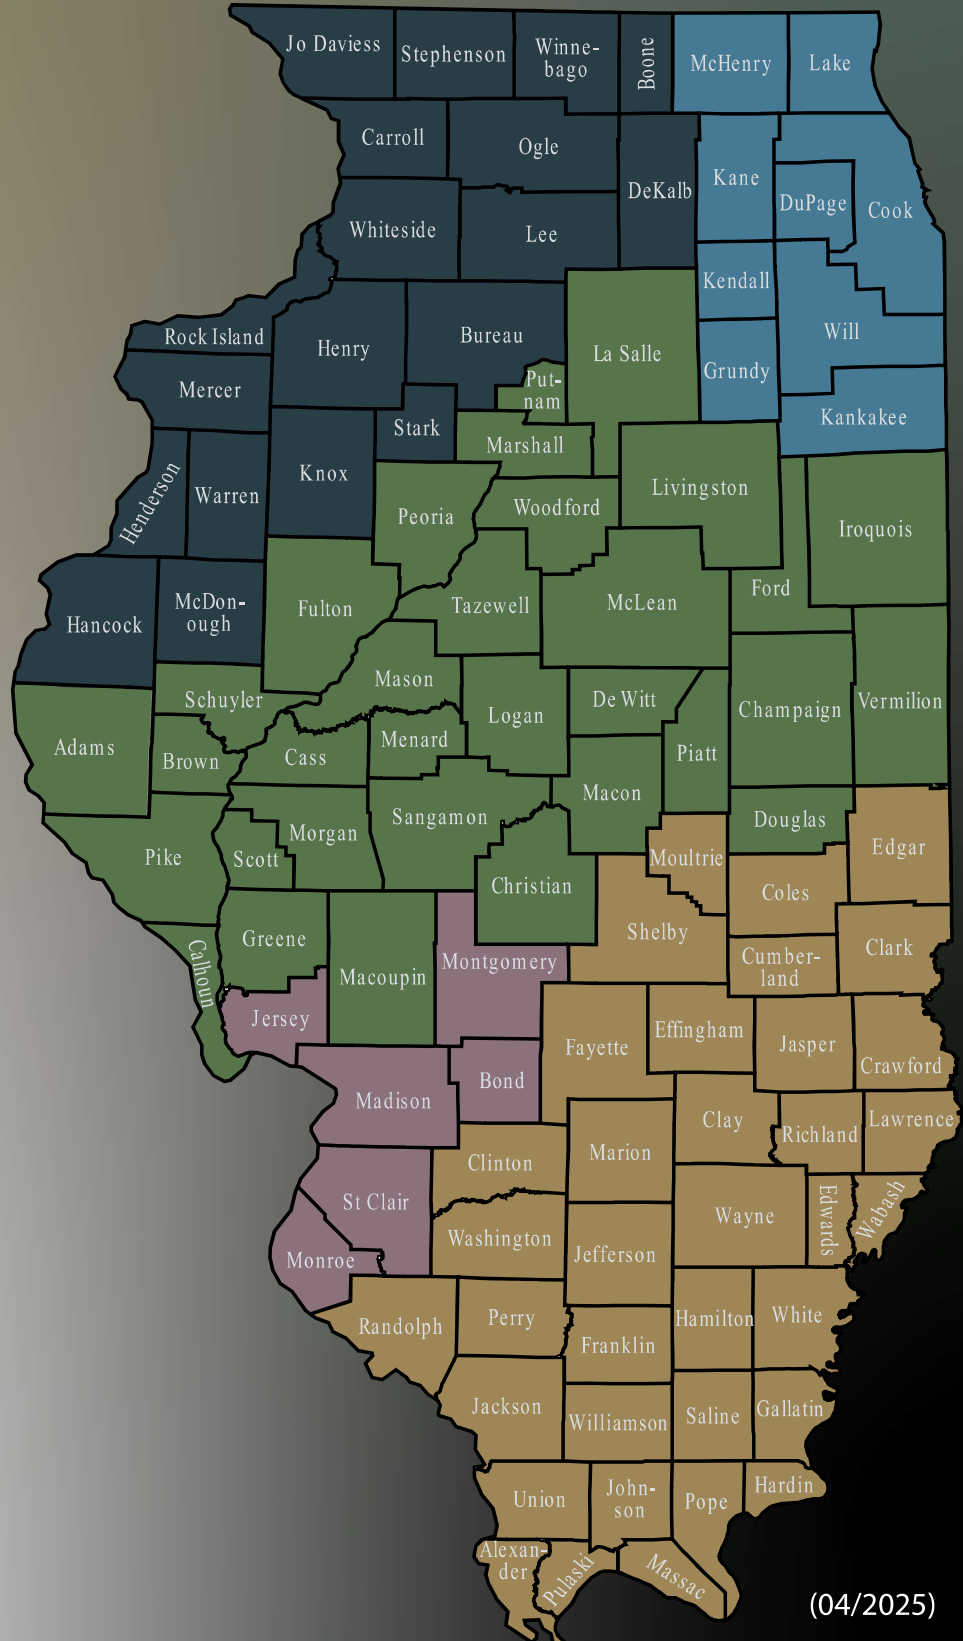 Jo Daviess
Stephenson
Winne-
bago
Boone
McHenry
Lake
Carroll
Ogle
DeKalb
Kane
DuPage
Cook
Whiteside
Lee
Kendall
Will
Rock Island
Henry
Bureau
La Salle
Grundy
Mercer
Put-
nam
Kankakee
Stark
Marshall
Henderson
Warren
Knox
Peoria
Woodford
Livingston
Iroquois
Hancock
McDon-
ough
Fulton
Tazewell
McLean
Ford
Schuyler
Mason
Logan
De Witt
Champaign
Vermilion
Adams
Brown
Cass
Menard
Piatt
Macon
Pike
Scott
Morgan
Sangamon
Christian
Moultrie
Douglas
Edgar
Coles
Calhoun
Greene
Macoupin
Montgomery
Shelby
Cumber-
land
Clark
Jersey
Fayette
Effingham
Jasper
Crawford
Madison
Bond
Clay
Richland
Lawrence
Clinton
Marion
St Clair
Wayne
Edwards
Wabash
Monroe
Washington
Jefferson
Randolph
Perry
Franklin
Hamilton
White
Jackson
Williamson
Saline
Gallatin
Union
John-
son
Pope
Hardin
Alexan-
der
Pulaski
Massac
(04/2025)